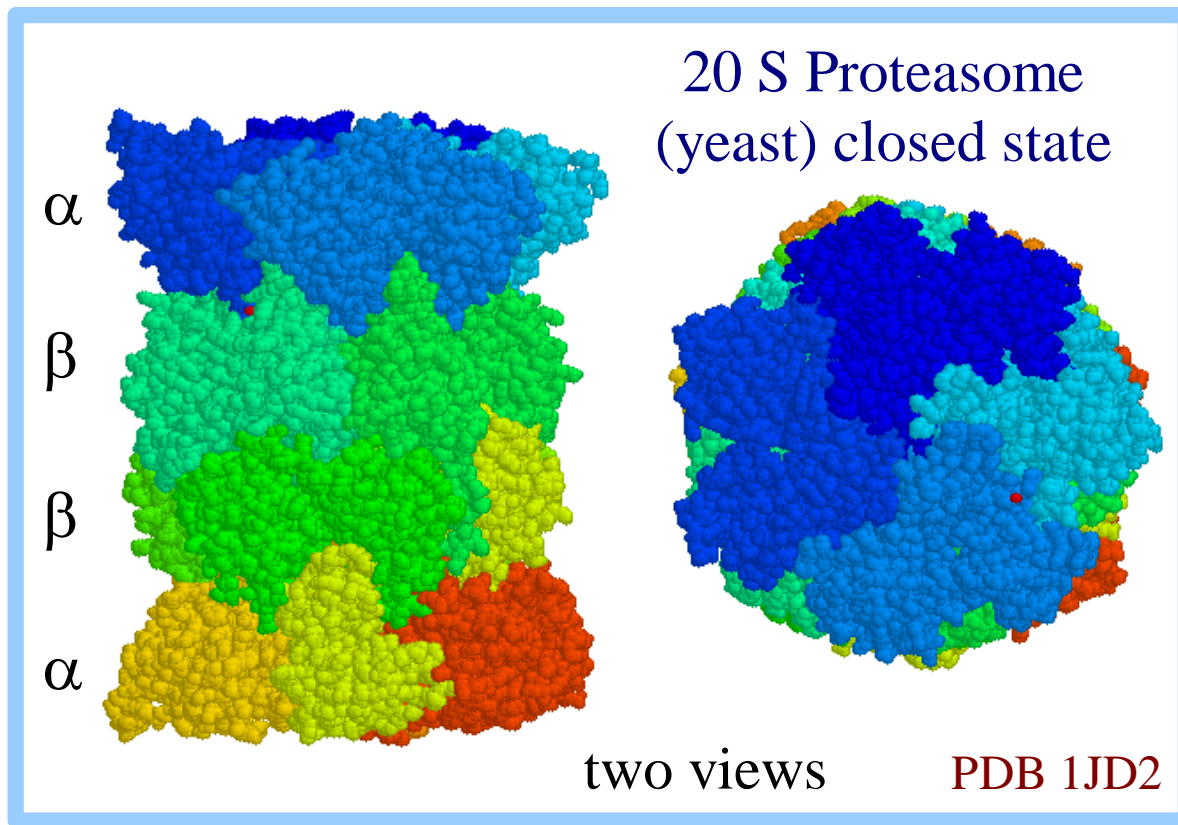 20 S Proteasome
(yeast) closed state
α
β
β
α
two views
PDB 1JD2